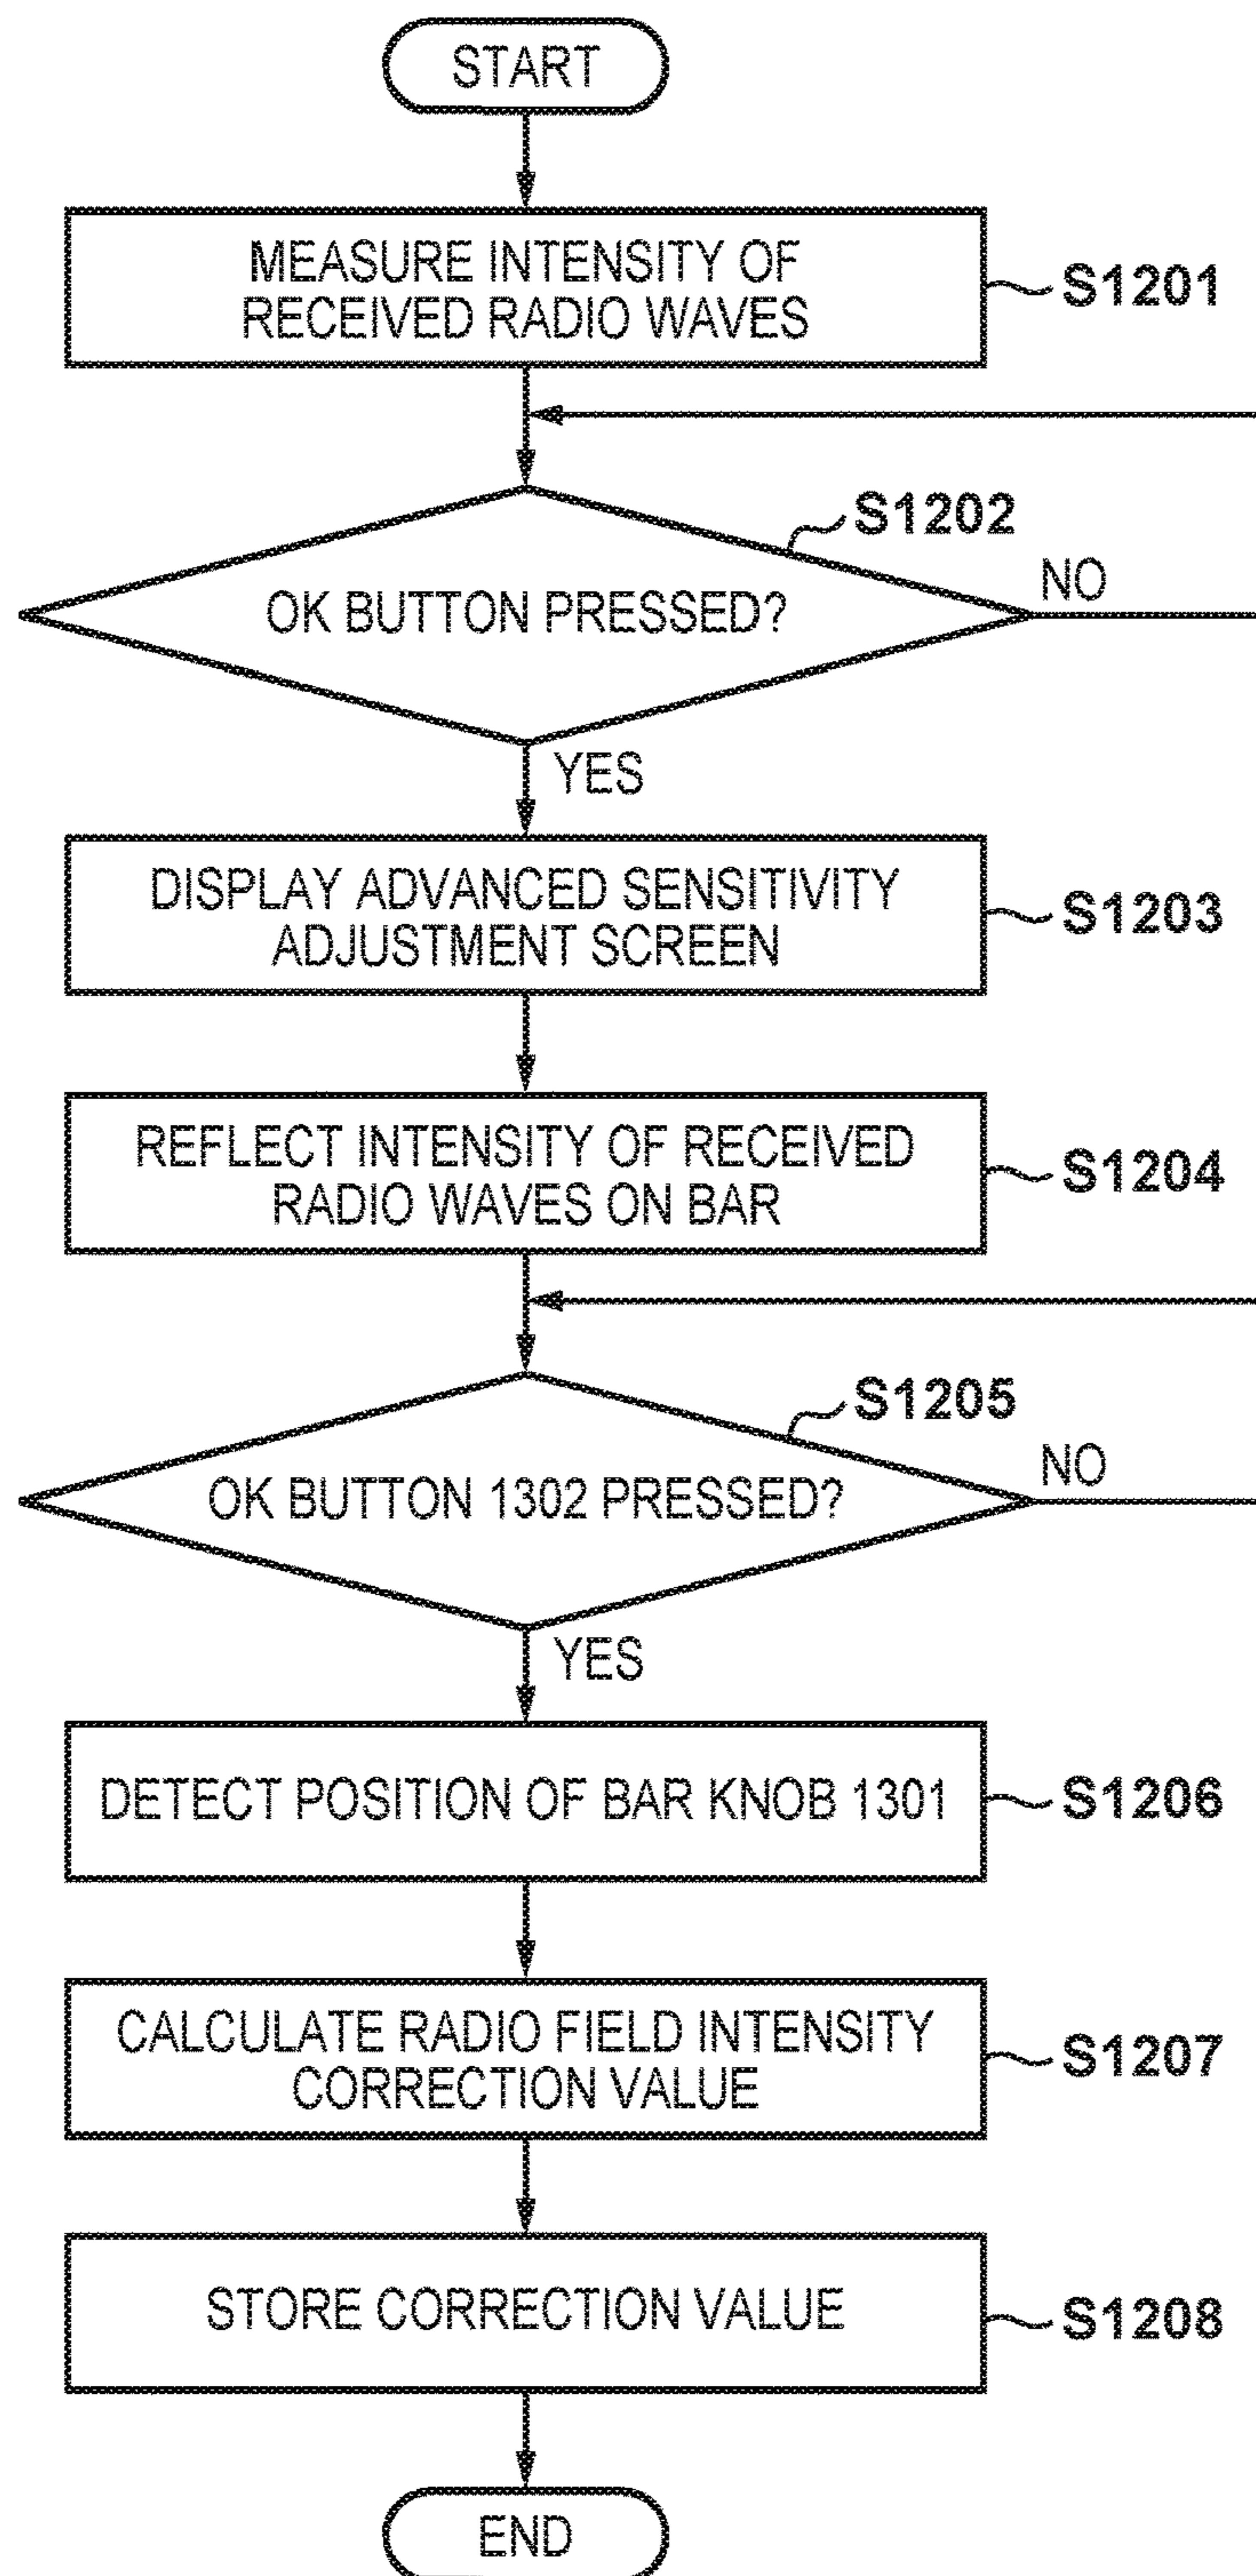 START
MEASURE INTENSITY OF
RECEIVED RADIO WAVES
S1201
S1202
OK BUTTON PRESSED?
NO
YES
DISPLAY ADVANCED SENSITIVITY
ADJUSTMENT SCREEN
S1203
REFLECT INTENSITY OF RECEIVED
RADIO WAVES ON BAR
S1204
S1205
OK BUTTON 1302 PRESSED?
NO
YES
DETECT POSITION OF BAR KNOB 1301
S1206
CALCULATE RADIO FIELD INTENSITY
CORRECTION VALUE
S1207
STORE CORRECTION VALUE
S1208
END